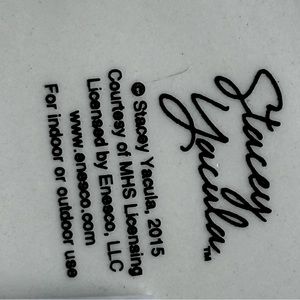 Stacey
Yacula™
© Stacey Yacula, 2015
Courtesy of MHS Licensing
Licensed by Enesco, LLC
www.enesco.com
For indoor or outdoor use